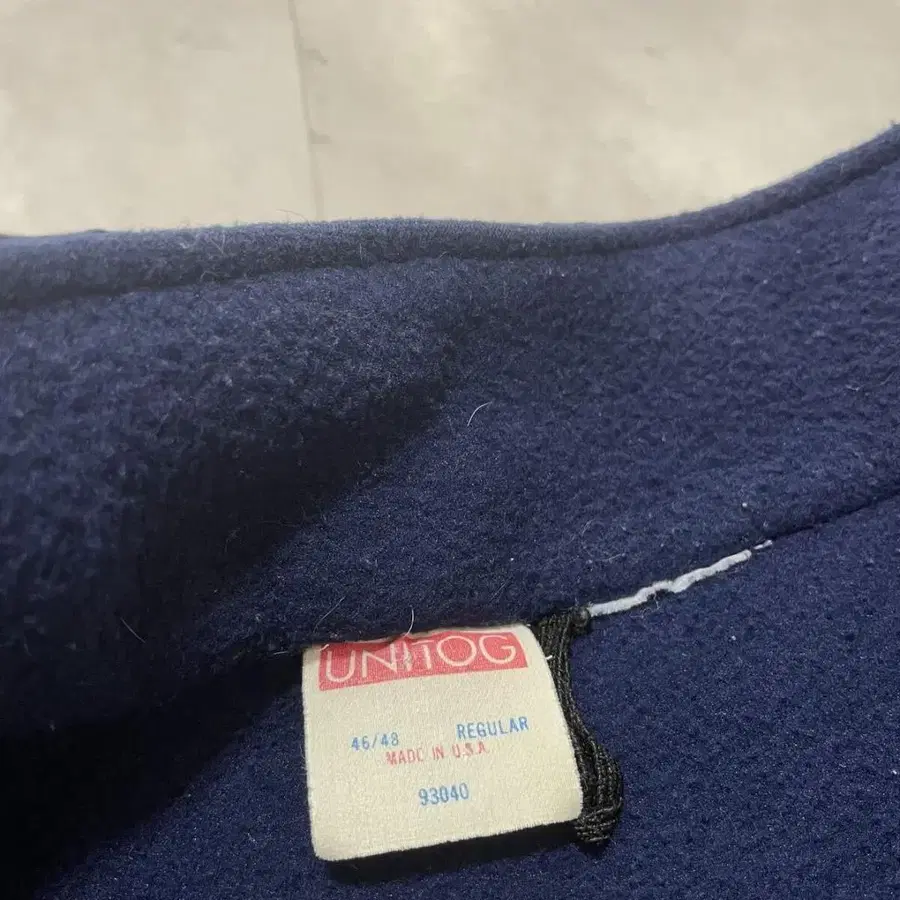 UNITOG
46/48 REGULAR
MADE IN U.S.A.
93040